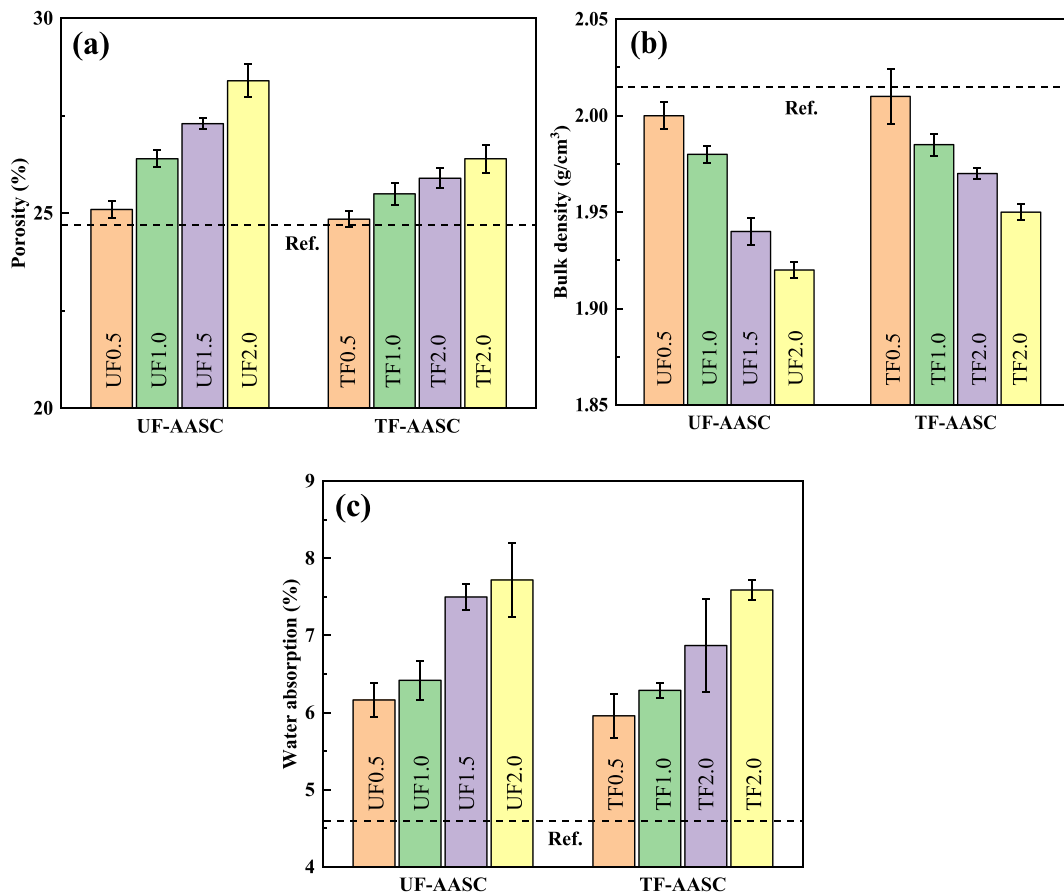 (a)
Porosity (%)
30
25
20
Ref.
UF0.5
UF1.0
UF1.5
UF2.0
TF0.5
TF1.0
TF2.0
TF2.0
UF-AASC
TF-AASC
(b)
Bulk density (g/cm³)
2.05
2.00
1.95
1.90
1.85
Ref.
UF0.5
UF1.0
UF1.5
UF2.0
TF0.5
TF1.0
TF2.0
TF2.0
UF-AASC
TF-AASC
(c)
Water absorption (%)
9
8
7
6
5
4
Ref.
UF0.5
UF1.0
UF1.5
UF2.0
TF0.5
TF1.0
TF2.0
TF2.0
UF-AASC
TF-AASC